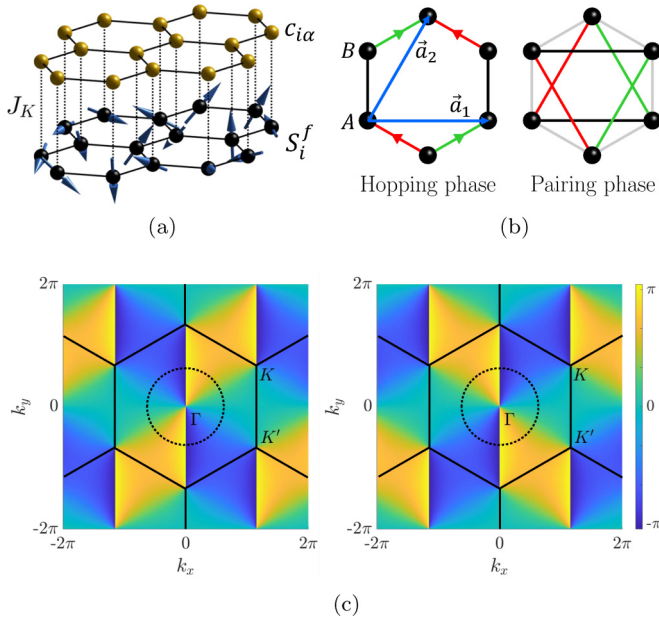 c_{iα}
J_K
S_i^f
(a)
B
A
\vec{a}_2
\vec{a}_1
Hopping phase
Pairing phase
(b)
2π
k_y
0
-2π
-2π
0
2π
k_x
K
Γ
K'
2π
k_y
0
-2π
-2π
0
2π
k_x
K
Γ
K'
π
0
-π
(c)